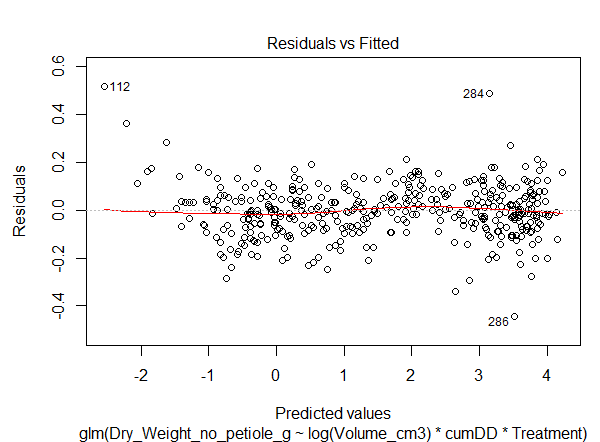 Residuals vs Fitted
Residuals
0.6
0.4
0.2
0.0
-0.2
-0.4
112
284
286
-2 -1 0 1 2 3 4
Predicted values
glm(Dry_Weight_no_petiole_g ~ log(Volume_cm3) * cumDD * Treatment)